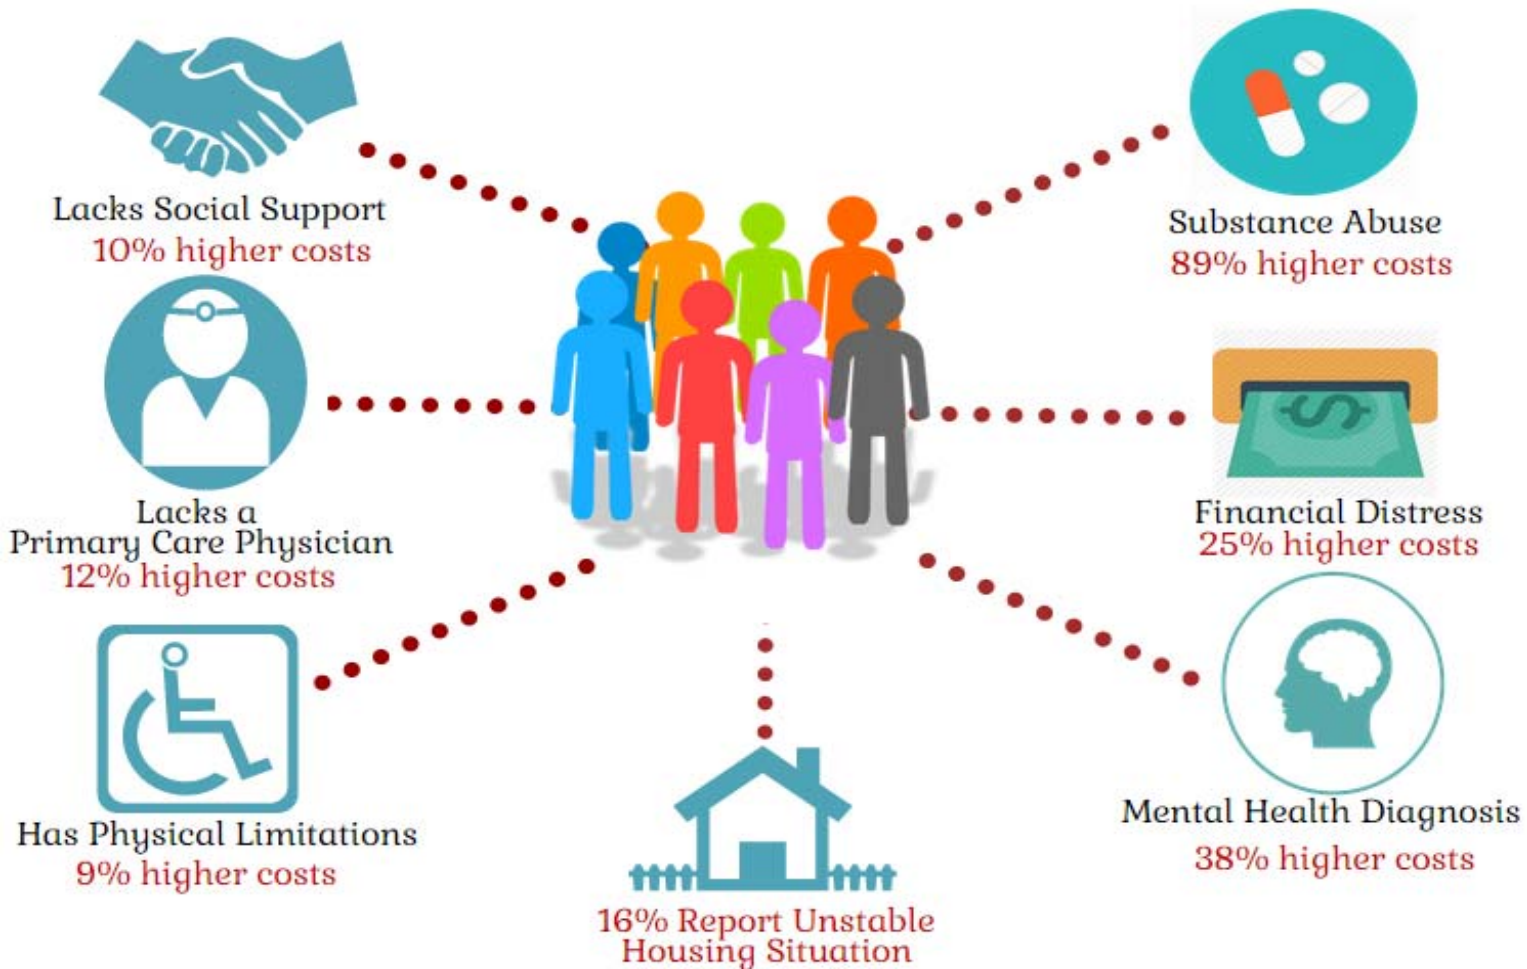 Lacks Social Support
10% higher costs
Lacks a
Primary Care Physician
12% higher costs
Has Physical Limitations
9% higher costs
16% Report Unstable
Housing Situation
Substance Abuse
89% higher costs
Financial Distress
25% higher costs
Mental Health Diagnosis
38% higher costs